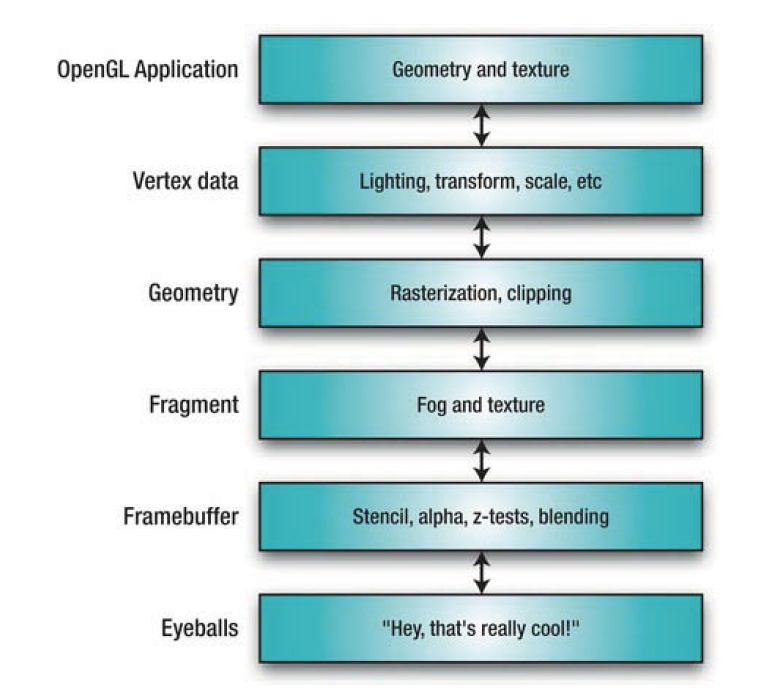 OpenGL Application
Geometry and texture
Vertex data
Lighting, transform, scale, etc
Geometry
Rasterization, clipping
Fragment
Fog and texture
Framebuffer
Stencil, alpha, z-tests, blending
Eyeballs
"Hey, that's really cool!"